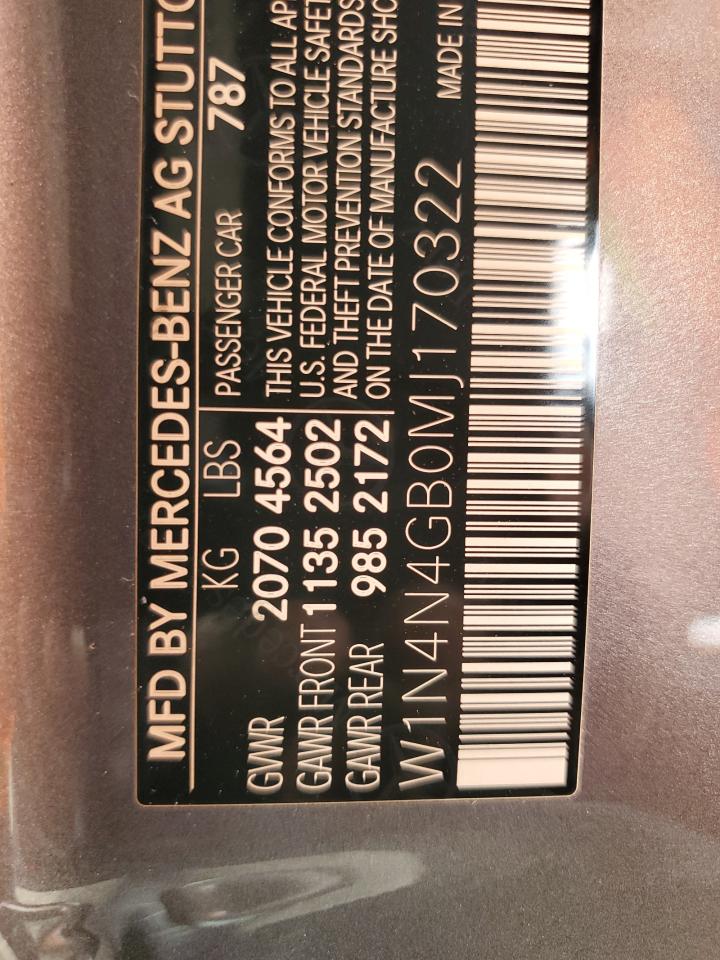 MFD BY MERCEDES-BENZ AG STUTTG
KG LBS
GVWR 2070 4564
GAWR FRONT 1135 2502
GAWR REAR 985 2172
PASSENGER CAR 787
THIS VEHICLE CONFORMS TO ALL AP
U.S. FEDERAL MOTOR VEHICLE SAFET
AND THEFT PREVENTION STANDARDS
ON THE DATE OF MANUFACTURE SHO
W1N4N4GB0MJ170322
MADE IN